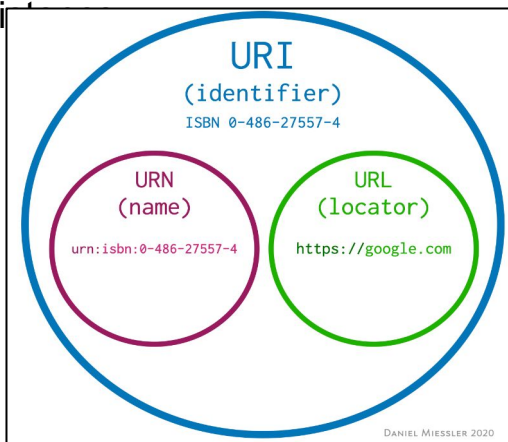 URI
(identifier)
ISBN 0-486-27557-4
URN
(name)
urn:isbn:0-486-27557-4
URL
(locator)
https://google.com
DANIEL MIESSLER 2020